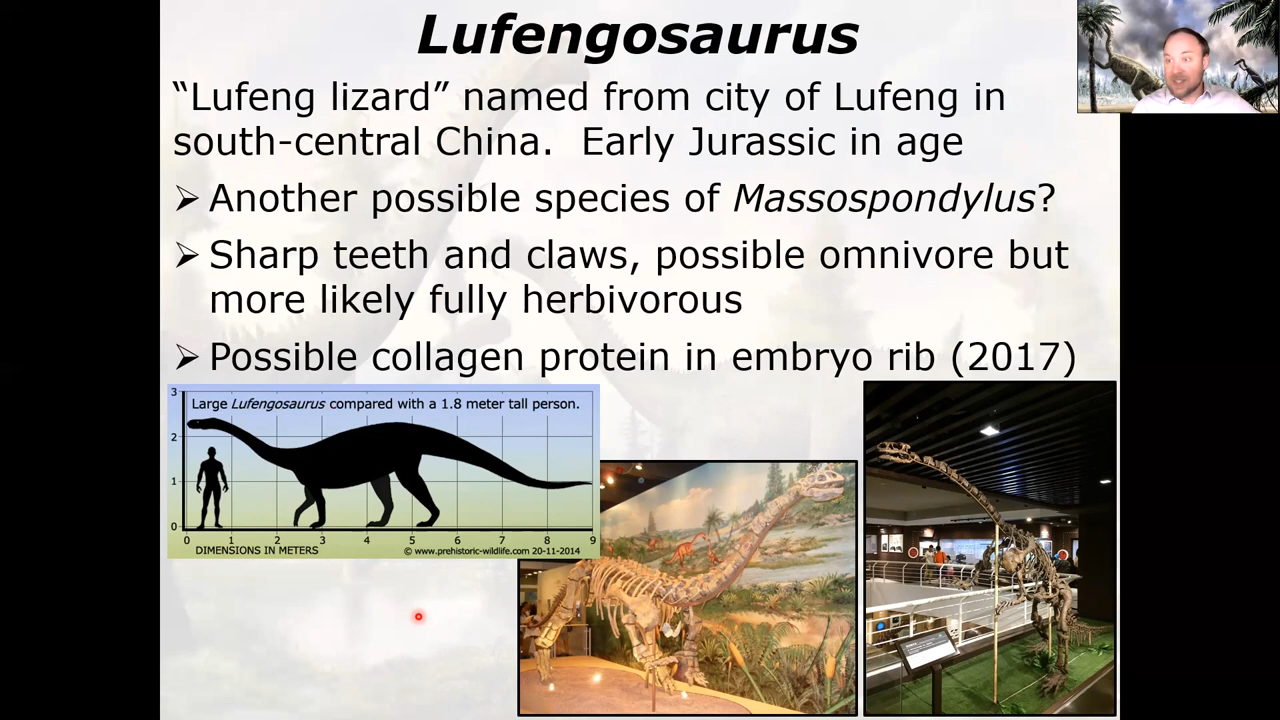 Lufengosaurus
“Lufeng lizard” named from city of Lufeng in
south-central China.  Early Jurassic in age
➢ Another possible species of Massospondylus?
➢ Sharp teeth and claws, possible omnivore but
more likely fully herbivorous
➢ Possible collagen protein in embryo rib (2017)
Large Lufengosaurus compared with a 1.8 meter tall person.
3
2
1
0
0 1 2 3 4 5 6 7 8 9
DIMENSIONS IN METERS © www.prehistoric-wildlife.com 20-11-2014